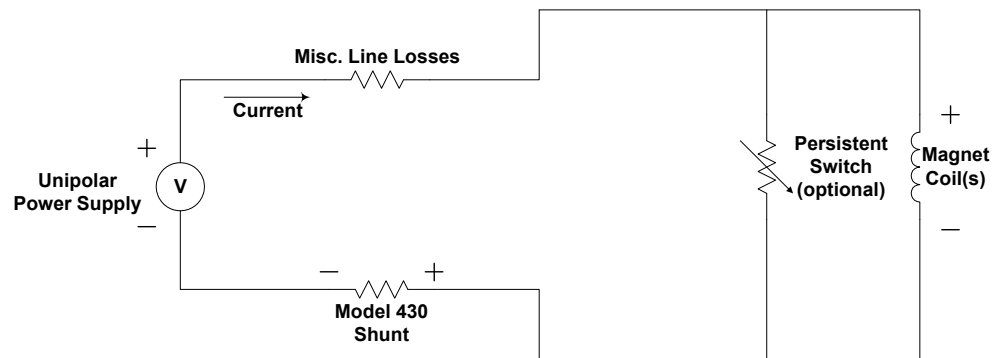 Misc. Line Losses
Current
+
Unipolar
Power Supply
V
−
Persistent
Switch
(optional)
+
Magnet
Coil(s)
−
− +
Model 430
Shunt